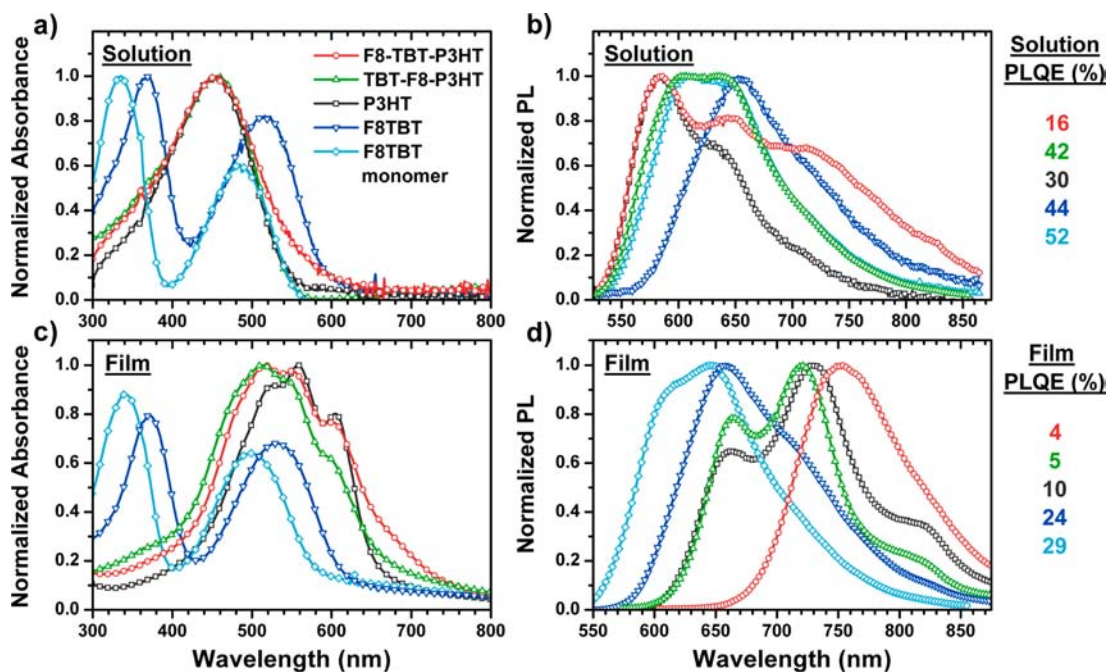 a)
Solution
F8-TBT-P3HT
TBT-F8-P3HT
P3HT
F8TBT
F8TBT
monomer
Normalized Absorbance
1.0
0.8
0.6
0.4
0.2
0.0
300 400 500 600 700 800
b)
Solution
Normalized PL
1.0
0.8
0.6
0.4
0.2
0.0
550 600 650 700 750 800 850
Solution
PLQE (%)
16
42
30
44
52
c)
Film
Normalized Absorbance
1.0
0.8
0.6
0.4
0.2
0.0
300 400 500 600 700 800
Wavelength (nm)
d)
Film
Normalized PL
1.0
0.8
0.6
0.4
0.2
0.0
550 600 650 700 750 800 850
Wavelength (nm)
Film
PLQE (%)
4
5
10
24
29